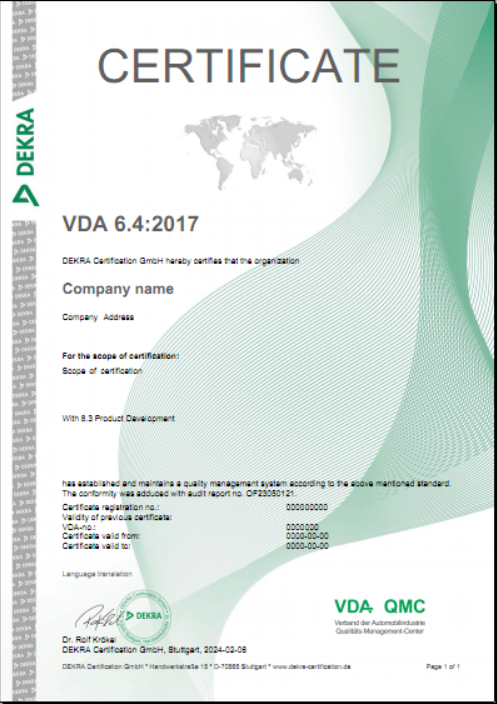 CERTIFICATE
DEKRA
VDA 6.4:2017
DEKRA Certification GmbH hereby certifies that the organization
Company name
Company Address
For the scope of certification:
Scope of certification
With 8.3 Product Development
has established and maintains a quality management system according to the above mentioned standard.
The conformity was adduced with audit report no. OF23050121.
Certificate registration no.: 000000000
Validity of previous certificate:
VDA-no.: 0000000
Certificate valid from: 0000-00-00
Certificate valid to: 0000-00-00
Language translation
DEKRA
VDA QMC
Verband der Automobilindustrie
Qualitäts-Management-Center
Dr. Rolf Krökel
DEKRA Certification GmbH, Stuttgart, 2024-02-06
DEKRA Certification GmbH * Handwerkstraße 15 * D-70565 Stuttgart * www.dekra-certification.de
Page 1 of 1